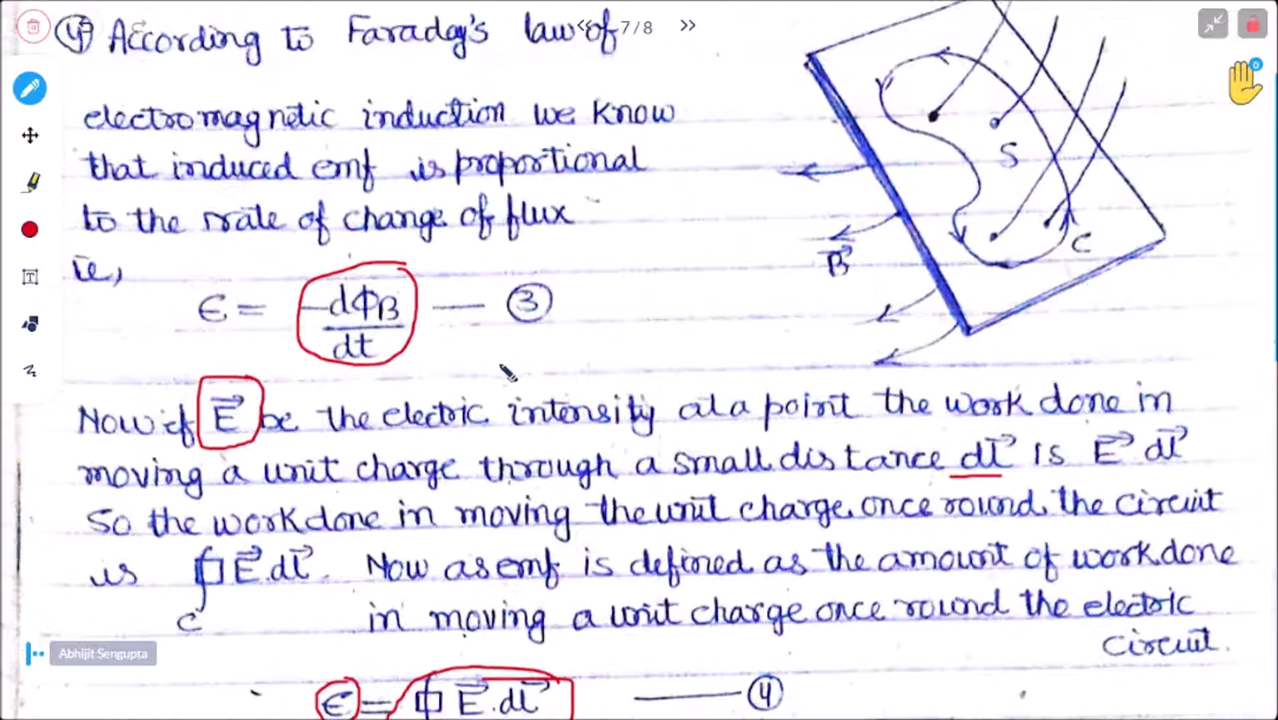 ④ According to Faraday's law of
« 7/8 »
electromagnetic induction we know
that induced emf is proportional
to the rate of change of flux
ie,
ϵ = -dΦB/dt — ③
S
C
B⃗
Now if E⃗ be the electric intensity at a point the work done in
moving a unit charge through a small distance dl⃗ is E⃗ dl⃗
So the workdone in moving the unit charge once round the circuit
is ∮ E⃗.dl⃗. Now as emf is defined as the amount of workdone
C in moving a unit charge once round the electric
circuit.
Abhijit Sengupta
ϵ = ∮ E⃗.dl⃗ — ④